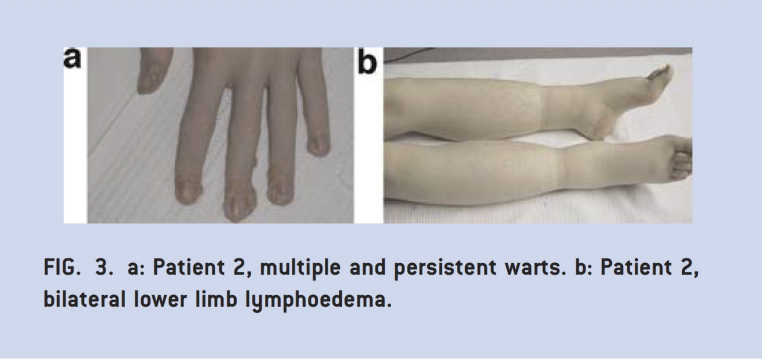 a
b
FIG. 3. a: Patient 2, multiple and persistent warts. b: Patient 2,
bilateral lower limb lymphoedema.